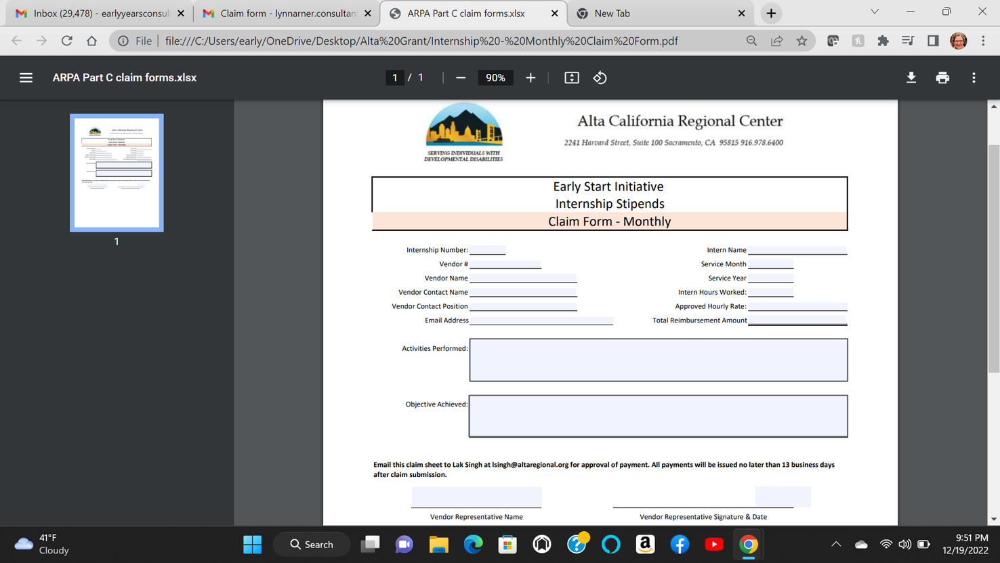 Inbox (29,478) - earlyyearsconsul
Claim form - lynnarner.consultan
ARPA Part C claim forms.xlsx
New Tab
File
file:///C:/Users/early/OneDrive/Desktop/Alta%20Grant/Internship%20-%20Monthly%20Claim%20Form.pdf
ARPA Part C claim forms.xlsx
1 / 1
90%
1
SERVING INDIVIDUALS WITH
DEVELOPMENTAL DISABILITIES
Alta California Regional Center
2241 Harvard Street, Suite 100 Sacramento, CA 95815 916.978.6400
Early Start Initiative
Internship Stipends
Claim Form - Monthly
Internship Number:
Vendor #
Vendor Name
Vendor Contact Name
Vendor Contact Position
Email Address
Intern Name
Service Month
Service Year
Intern Hours Worked:
Approved Hourly Rate:
Total Reimbursement Amount
Activities Performed:
Objective Achieved:
Email this claim sheet to Lak Singh at lsingh@altaregional.org for approval of payment. All payments will be issued no later than 13 business days
after claim submission.
Vendor Representative Name
Vendor Representative Signature & Date
41°F
Cloudy
Search
9:51 PM
12/19/2022